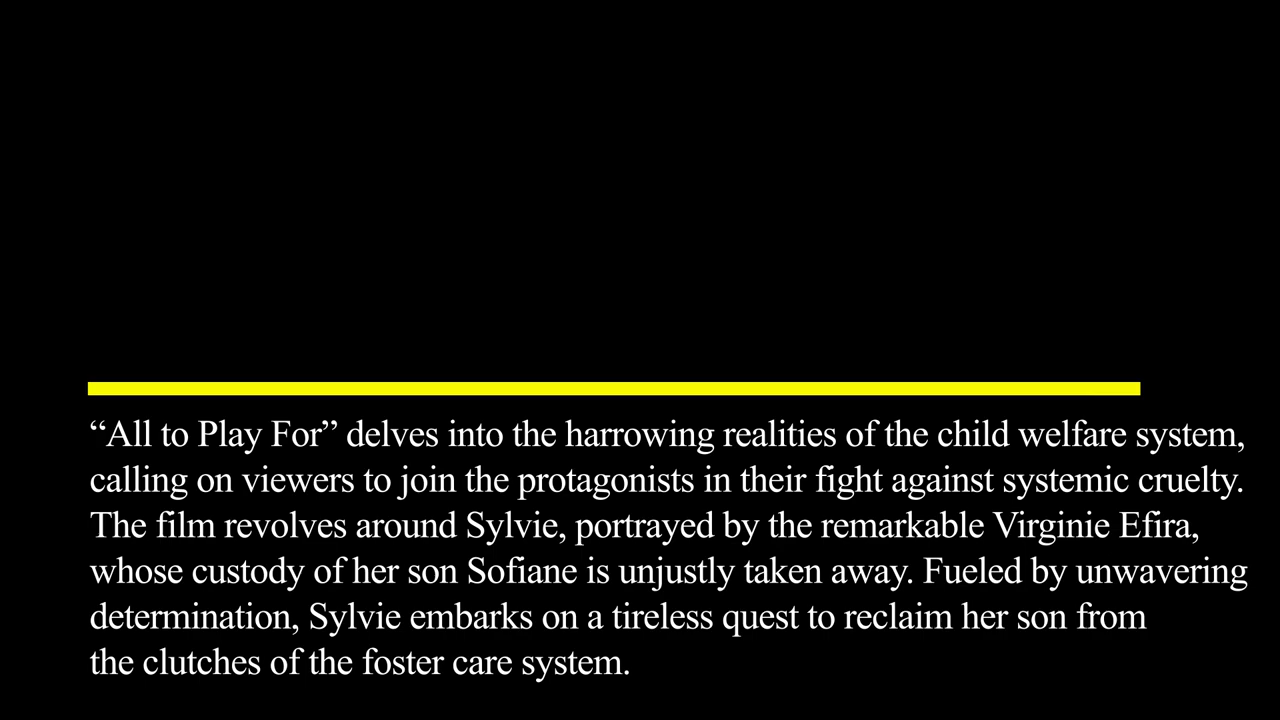 “All to Play For” delves into the harrowing realities of the child welfare system,
calling on viewers to join the protagonists in their fight against systemic cruelty.
The film revolves around Sylvie, portrayed by the remarkable Virginie Efira,
whose custody of her son Sofiane is unjustly taken away. Fueled by unwavering
determination, Sylvie embarks on a tireless quest to reclaim her son from
the clutches of the foster care system.